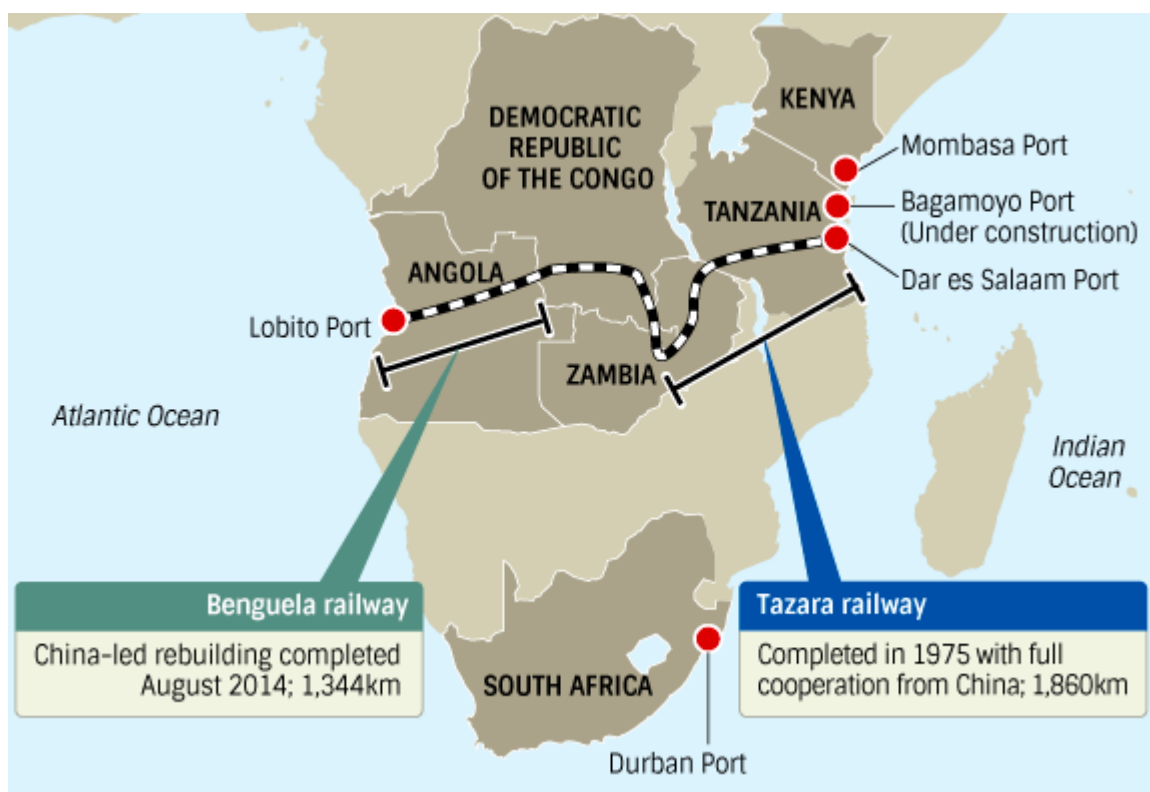 KENYA
DEMOCRATIC
REPUBLIC
OF THE CONGO
Mombasa Port
TANZANIA
Bagamoyo Port
(Under construction)
ANGOLA
Dar es Salaam Port
Lobito Port
ZAMBIA
Atlantic Ocean
Indian
Ocean
Benguela railway
China-led rebuilding completed
August 2014; 1,344km
Tazara railway
Completed in 1975 with full
cooperation from China; 1,860km
SOUTH AFRICA
Durban Port